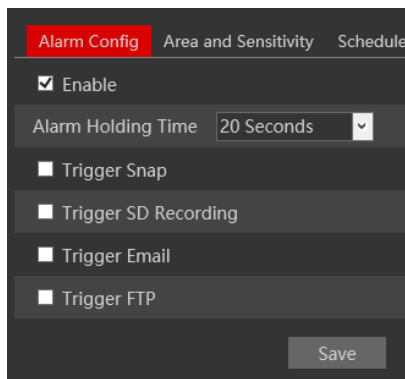 Alarm Config Area and Sensitivity Schedule
Enable
Alarm Holding Time 20 Seconds
Trigger Snap
Trigger SD Recording
Trigger Email
Trigger FTP
Save